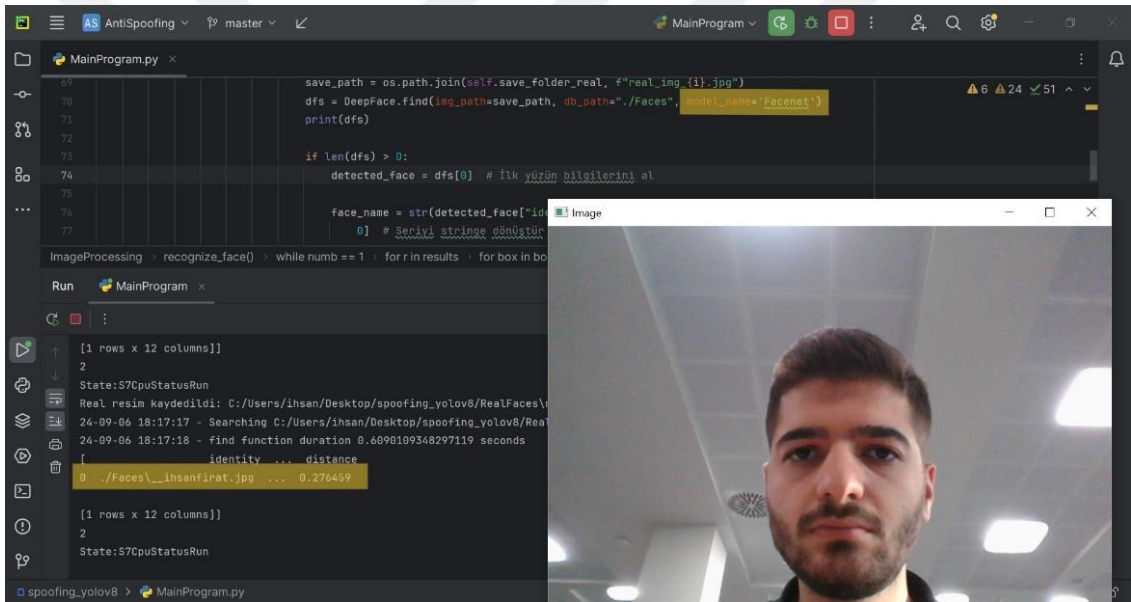 AS AntiSpoofing master MainProgram
MainProgram.py
69 save_path = os.path.join(self.save_folder_real, f"real_img_{i}.jpg")
70 dfs = DeepFace.find(img_path=save_path, db_path="./Faces", model_name='Facenet')
71 print(dfs)
72
73 if len(dfs) > 0:
74 detected_face = dfs[0]  # İlk yüzün bilgilerini al
75
76 face_name = str(detected_face["ide
77 0]  # Seriyi stringe dönüştür
6 24 51
ImageProcessing > recognize_face() > while numb == 1 > for r in results > for box in bo
Image
Run MainProgram
[1 rows x 12 columns]]
2
State:S7CpuStatusRun
Real resim kaydedildi: C:/Users/ihsan/Desktop/spoofing_yolov8/RealFaces\
24-09-06 18:17:17 - Searching C:/Users/ihsan/Desktop/spoofing_yolov8/Real
24-09-06 18:17:18 - find function duration 0.6090109348297119 seconds
[ identity ... distance
0 ./Faces\__ihsanfirat.jpg ... 0.276459
[1 rows x 12 columns]]
2
State:S7CpuStatusRun
spoofing_yolov8 > MainProgram.py